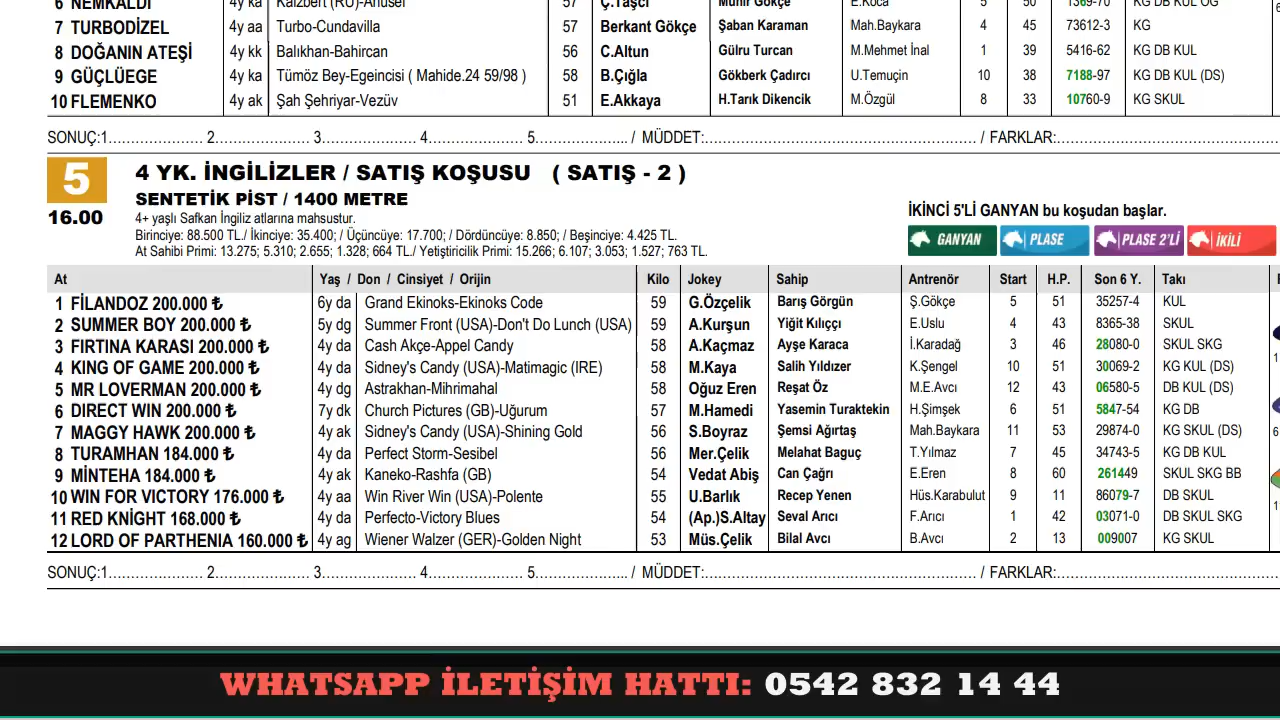 6 NEMKALDI 4y kk Kaizbert (RU)-Anusel 57 Ç.Taşcı Münir Gökçe E.Koca 5 50 1369-70 KG DB KUL ÖG
7 TURBODİZEL 4y aa Turbo-Cundavilla 57 Berkant Gökçe Şaban Karaman Mah.Baykara 4 45 73612-3 KG
8 DOĞANIN ATEŞİ 4y kk Balıkhan-Bahircan 56 C.Altun Gülru Turcan M.Mehmet İnal 1 39 5416-62 KG DB KUL
9 GÜÇLÜEGE 4y ka Tümöz Bey-Egeincisi ( Mahide.24 59/98 ) 58 B.Çığla Gökberk Çadırcı U.Temuçin 10 38 7188-97 KG DB KUL (DS)
10 FLEMENKO 4y ak Şah Şehriyar-Vezüv 51 E.Akkaya H.Tarık Dikencik M.Özgül 8 33 10760-9 KG SKUL
SONUÇ:1..................... 2...................... 3...................... 4...................... 5..................... / MÜDDET:............................................................... / FARKLAR:....................................................
5 4 YK. İNGİLİZLER / SATIŞ KOŞUSU ( SATIŞ - 2 )
SENTETİK PİST / 1400 METRE
16.00
4+ yaşlı Safkan İngiliz atlarına mahsustur.
İKİNCİ 5'Lİ GANYAN bu koşudan başlar.
Birinciye: 88.500 TL./ İkinciye: 35.400; / Üçüncüye: 17.700; / Dördüncüye: 8.850; / Beşinciye: 4.425 TL.
GANYAN PLASE PLASE 2'Lİ İKİLİ
At Sahibi Primi: 13.275; 5.310; 2.655; 1.328; 664 TL./ Yetiştiricilik Primi: 15.266; 6.107; 3.053; 1.527; 763 TL.
At Yaş / Don / Cinsiyet / Orijin Kilo Jokey Sahip Antrenör Start H.P. Son 6 Y. Takı
1 FİLANDOZ 200.000 ₺ 6y da Grand Ekinoks-Ekinoks Code 59 G.Özçelik Barış Görgün Ş.Gökçe 5 51 35257-4 KUL
2 SUMMER BOY 200.000 ₺ 5y dg Summer Front (USA)-Don't Do Lunch (USA) 59 A.Kurşun Yiğit Kılıççı E.Uslu 4 43 8365-38 SKUL
3 FIRTINA KARASI 200.000 ₺ 4y da Cash Akçe-Appel Candy 58 A.Kaçmaz Ayşe Karaca İ.Karadağ 3 46 28080-0 SKUL SKG
4 KING OF GAME 200.000 ₺ 4y da Sidney's Candy (USA)-Matimagic (IRE) 58 M.Kaya Salih Yıldızer K.Şengel 10 51 30069-2 KG KUL (DS)
5 MR LOVERMAN 200.000 ₺ 4y dg Astrakhan-Mihrimahal 58 Oğuz Eren Reşat Öz M.E.Avcı 12 43 06580-5 DB KUL (DS)
6 DIRECT WIN 200.000 ₺ 7y dk Church Pictures (GB)-Uğurum 57 M.Hamedi Yasemin Turaktekin H.Şimşek 6 51 5847-54 KG DB
7 MAGGY HAWK 200.000 ₺ 4y ak Sidney's Candy (USA)-Shining Gold 56 S.Boyraz Şemsi Ağırtaş Mah.Baykara 11 53 29874-0 KG SKUL (DS)
8 TURAMHAN 184.000 ₺ 4y da Perfect Storm-Sesibel 56 Mer.Çelik Melahat Baguç T.Yılmaz 7 45 34743-5 KG DB KUL
9 MİNTEHA 184.000 ₺ 4y ak Kaneko-Rashfa (GB) 54 Vedat Abiş Can Çağrı E.Eren 8 60 261449 SKUL SKG BB
10 WIN FOR VICTORY 176.000 ₺ 4y aa Win River Win (USA)-Polente 55 U.Barlık Recep Yenen Hüs.Karabulut 9 11 86079-7 DB SKUL
11 RED KNİGHT 168.000 ₺ 4y da Perfecto-Victory Blues 54 (Ap.)S.Altay Seval Arıcı F.Arıcı 1 42 03071-0 DB SKUL SKG
12 LORD OF PARTHENIA 160.000 ₺ 4y ag Wiener Walzer (GER)-Golden Night 53 Müs.Çelik Bilal Avcı B.Avcı 2 13 009007 KG SKUL
SONUÇ:1..................... 2...................... 3...................... 4...................... 5..................... / MÜDDET:............................................................... / FARKLAR:....................................................
WHATSAPP İLETİŞİM HATTI: 0542 832 14 44